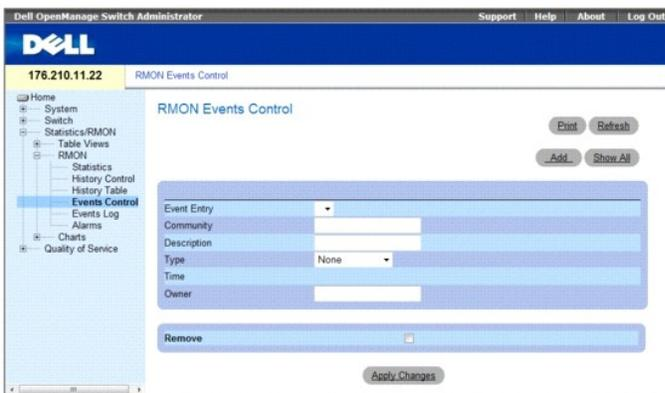 Dell OpenManage Switch Administrator Support Help About Log Out
DELL
176.210.11.22 RMON Events Control
Home
System
Switch
Statistics/RMON
Table Views
RMON
Statistics
History Control
History Table
Events Control
Events Log
Alarms
Charts
Quality of Service
RMON Events Control
Print Refresh
Add Show All
Event Entry
Community
Description
Type None
Time
Owner
Remove
Apply Changes